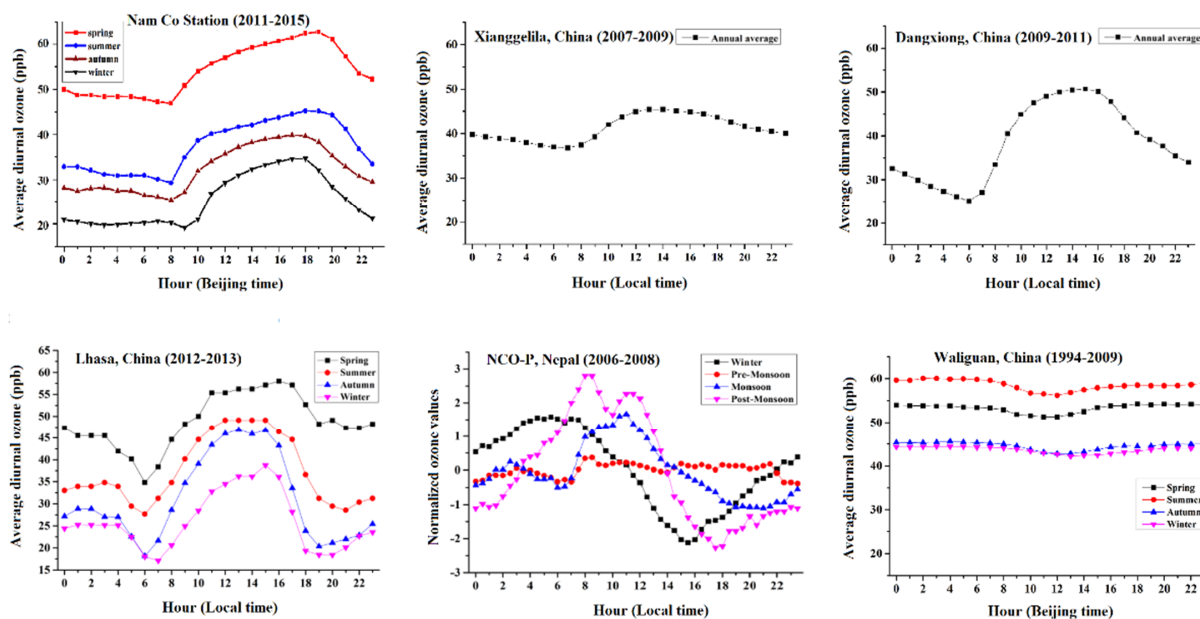 Nam Co Station (2011-2015)
spring
summer
autumn
winter
Average diurnal ozone (ppb)
60
50
40
30
20
0 2 4 6 8 10 12 14 16 18 20 22
Hour (Beijing time)
Xianggelila, China (2007-2009)
Annual average
Average diurnal ozone (ppb)
60
50
40
30
20
0 2 4 6 8 10 12 14 16 18 20 22
Hour (Local time)
Dangxiong, China (2009-2011)
Annual average
Average diurnal ozone (ppb)
60
50
40
30
20
0 2 4 6 8 10 12 14 16 18 20 22
Hour (Local time)
Lhasa, China (2012-2013)
Spring
Summer
Autumn
Winter
Average diurnal ozone (ppb)
65
60
55
50
45
40
35
30
25
20
15
0 2 4 6 8 10 12 14 16 18 20 22
Hour (Local time)
NCO-P, Nepal (2006-2008)
Winter
Pre-Monsoon
Monsoon
Post-Monsoon
Normalized ozone values
3
2
1
0
-1
-2
-3
0 2 4 6 8 10 12 14 16 18 20 22
Hour (Local time)
Waliguan, China (1994-2009)
Spring
Summer
Autumn
Winter
Average diurnal ozone (ppb)
60
50
40
30
20
0 2 4 6 8 10 12 14 16 18 20 22
Hour (Beijing time)